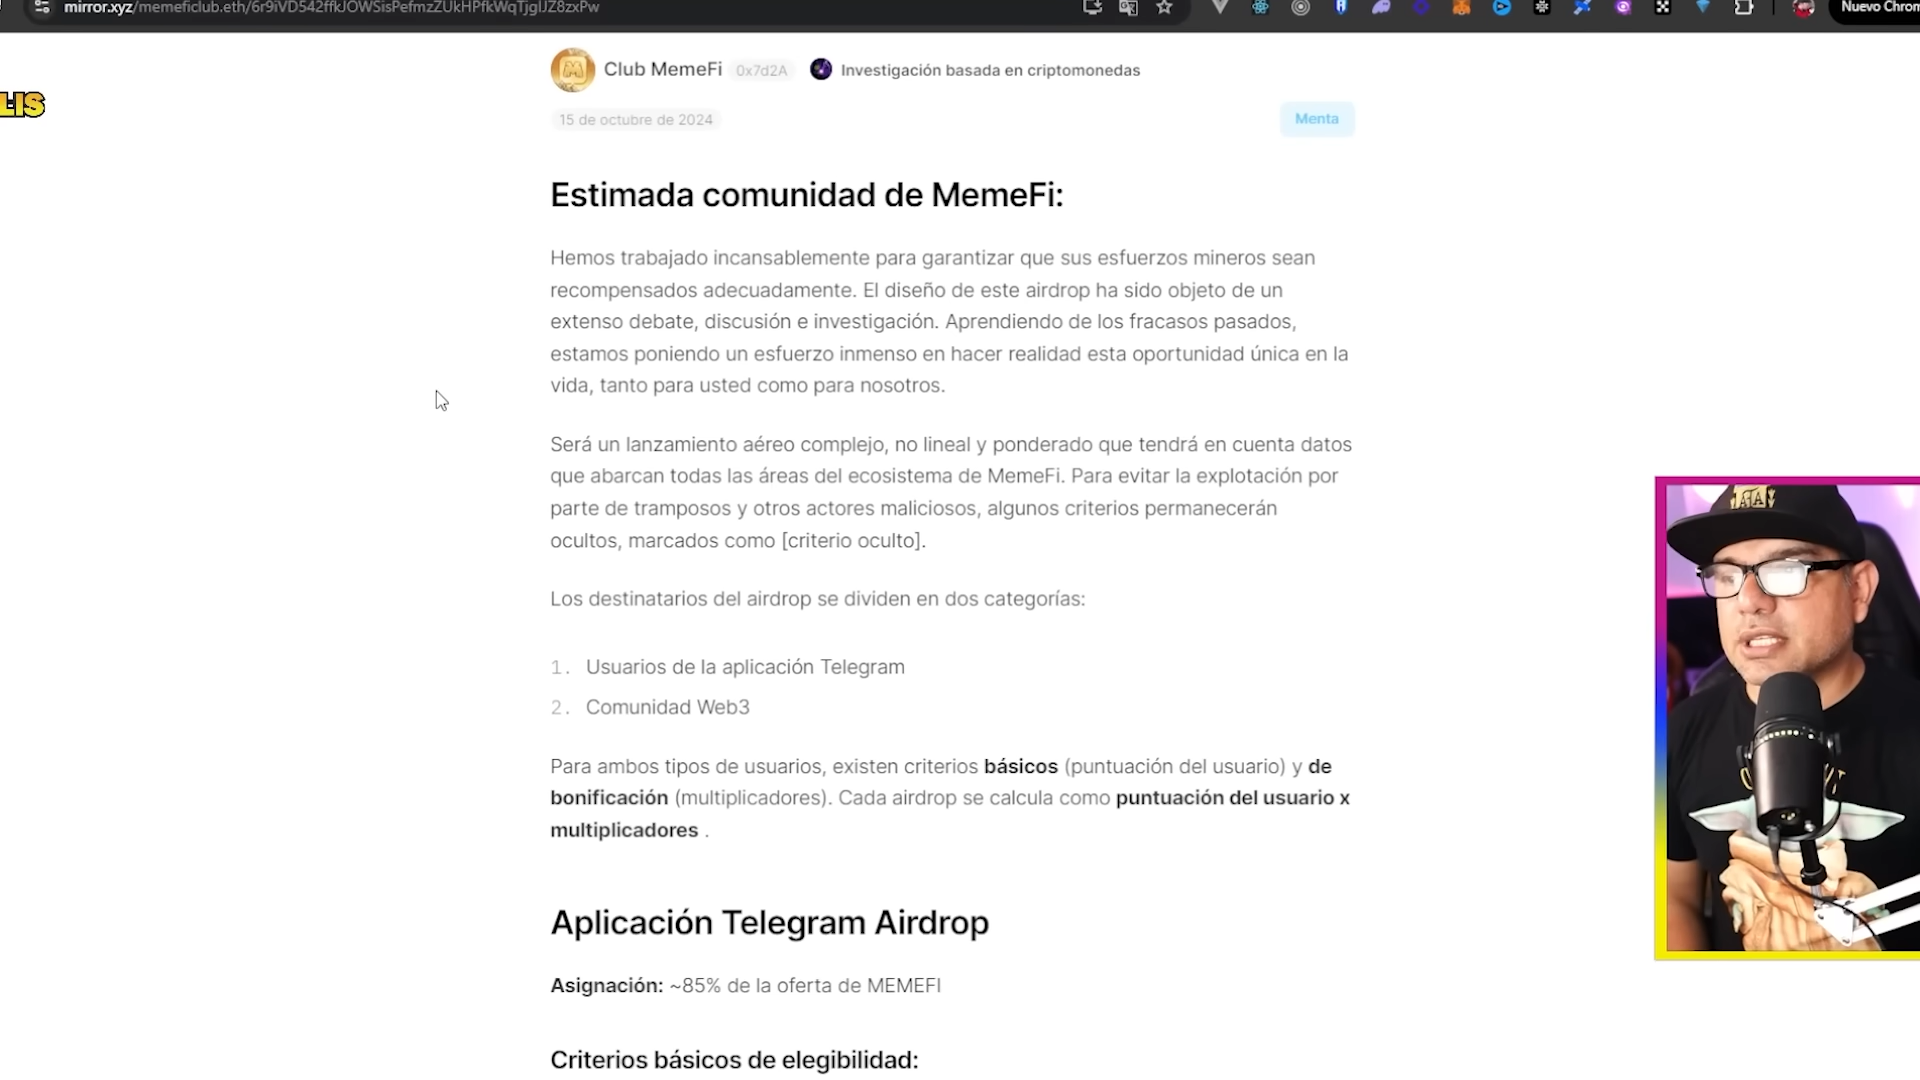 mirror.xyz/memeficlub.eth/6r9iVD542ffkJOWSisPefmzZUkHPfkWqTjglJZ8zxPw
Nuevo Chrom
Club MemeFi 0x7d2A Investigación basada en criptomonedas
LIS
15 de octubre de 2024
Menta
Estimada comunidad de MemeFi:
Hemos trabajado incansablemente para garantizar que sus esfuerzos mineros sean
recompensados adecuadamente. El diseño de este airdrop ha sido objeto de un
extenso debate, discusión e investigación. Aprendiendo de los fracasos pasados,
estamos poniendo un esfuerzo inmenso en hacer realidad esta oportunidad única en la
vida, tanto para usted como para nosotros.
Será un lanzamiento aéreo complejo, no lineal y ponderado que tendrá en cuenta datos
que abarcan todas las áreas del ecosistema de MemeFi. Para evitar la explotación por
parte de tramposos y otros actores maliciosos, algunos criterios permanecerán
ocultos, marcados como [criterio oculto].
Los destinatarios del airdrop se dividen en dos categorías:
1. Usuarios de la aplicación Telegram
2. Comunidad Web3
Para ambos tipos de usuarios, existen criterios básicos (puntuación del usuario) y de
bonificación (multiplicadores). Cada airdrop se calcula como puntuación del usuario x
multiplicadores .
Aplicación Telegram Airdrop
Asignación: ~85% de la oferta de MEMEFI
Criterios básicos de elegibilidad: